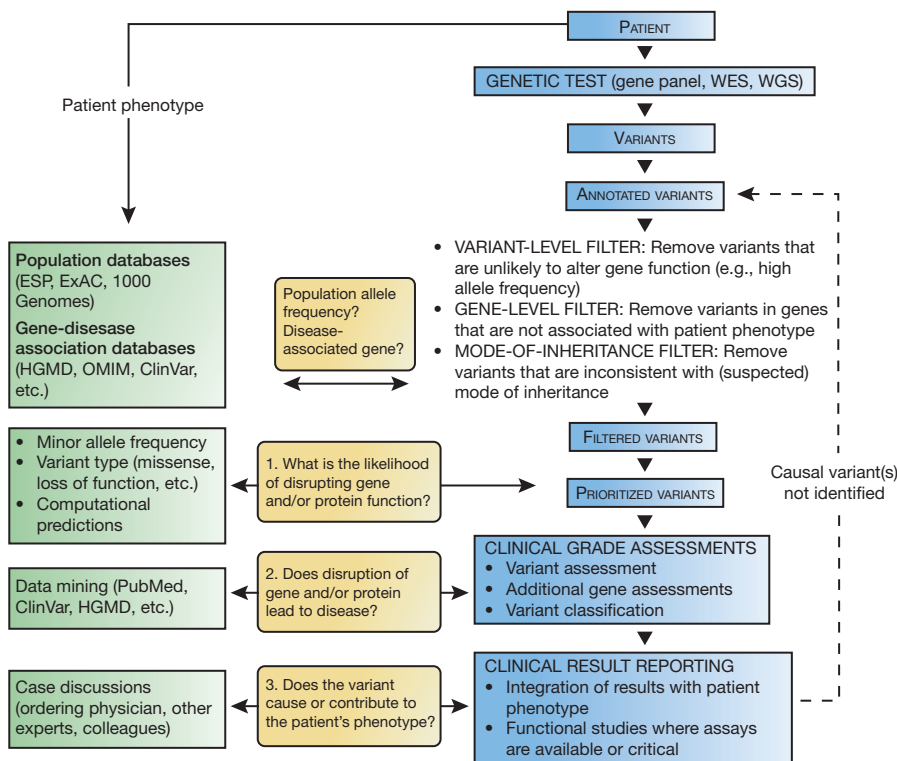 PATIENT
GENETIC TEST (gene panel, WES, WGS)
Patient phenotype
VARIANTS
ANNOTATED VARIANTS
• VARIANT-LEVEL FILTER: Remove variants that
are unlikely to alter gene function (e.g., high
allele frequency)
• GENE-LEVEL FILTER: Remove variants in genes
that are not associated with patient phenotype
• MODE-OF-INHERITANCE FILTER: Remove
variants that are inconsistent with (suspected)
mode of inheritance
Population databases
(ESP, ExAC, 1000
Genomes)
Gene-disesase
association databases
(HGMD, OMIM, ClinVar,
etc.)
Population allele
frequency?
Disease-
associated gene?
FILTERED VARIANTS
• Minor allele frequency
• Variant type (missense,
loss of function, etc.)
• Computational
predictions
1. What is the likelihood
of disrupting gene
and/or protein function?
PRIORITIZED VARIANTS
Causal variant(s)
not identified
Data mining (PubMed,
ClinVar, HGMD, etc.)
2. Does disruption of
gene and/or protein
lead to disease?
CLINICAL GRADE ASSESSMENTS
• Variant assessment
• Additional gene assessments
• Variant classification
Case discussions
(ordering physician, other
experts, colleagues)
3. Does the variant
cause or contribute to
the patient's phenotype?
CLINICAL RESULT REPORTING
• Integration of results with patient
phenotype
• Functional studies where assays
are available or critical